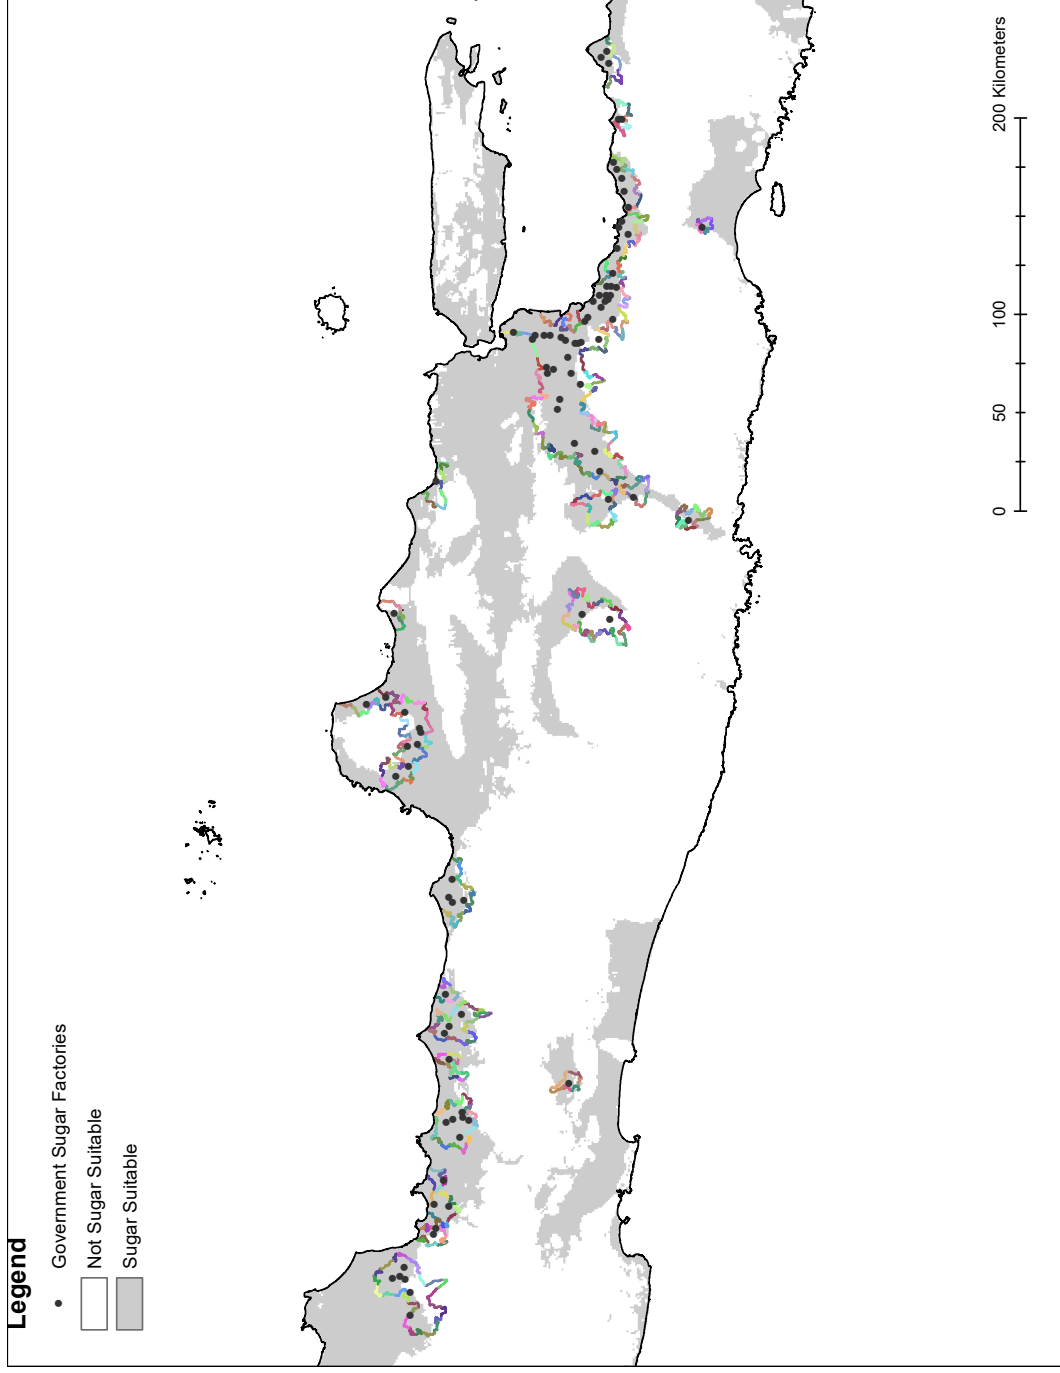 Legend
Government Sugar Factories
Not Sugar Suitable
Sugar Suitable
0 50 100 200 Kilometers